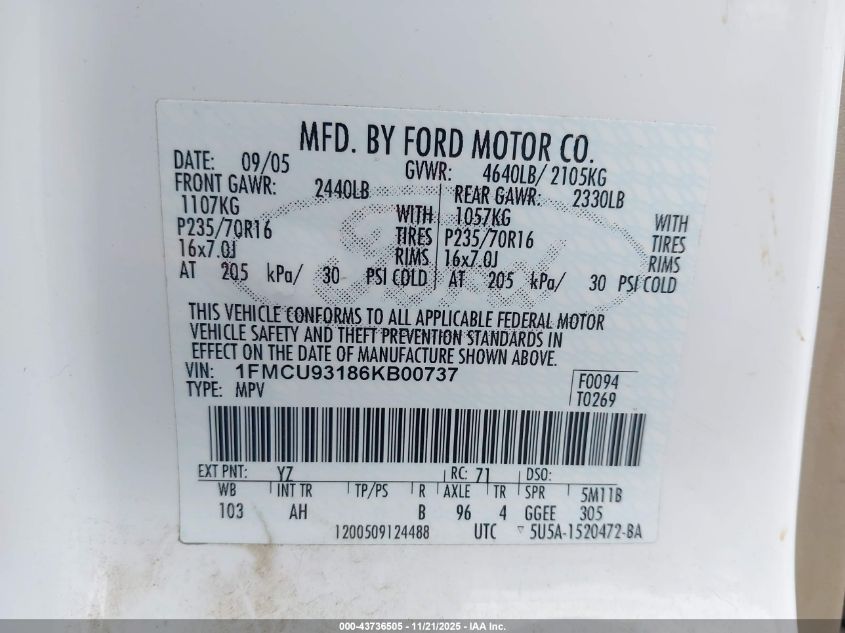 MFD. BY FORD MOTOR CO.
DATE: 09/05 GVWR: 4640LB/ 2105KG
FRONT GAWR: 2440LB REAR GAWR: 2330LB
1107KG WITH 1057KG WITH
P235/70R16 TIRES P235/70R16 TIRES
16x7.0J RIMS 16x7.0J RIMS
AT 205 kPa/ 30 PSI COLD AT 205 kPa/ 30 PSI COLD
Ford
THIS VEHICLE CONFORMS TO ALL APPLICABLE FEDERAL MOTOR
VEHICLE SAFETY AND THEFT PREVENTION STANDARDS IN
EFFECT ON THE DATE OF MANUFACTURE SHOWN ABOVE.
VIN: 1FMCU93186KB00737
TYPE: MPV
F0094
T0269
EXT PNT: YZ RC: 71 DSO:
WB INT TR TP/PS R AXLE TR SPR 5M11B
103 AH B 96 4 GGEE 305
1200509124488 UTC ▽ 5U5A-1520472-BA
000-43736505 - 11/21/2025 - IAA Inc.